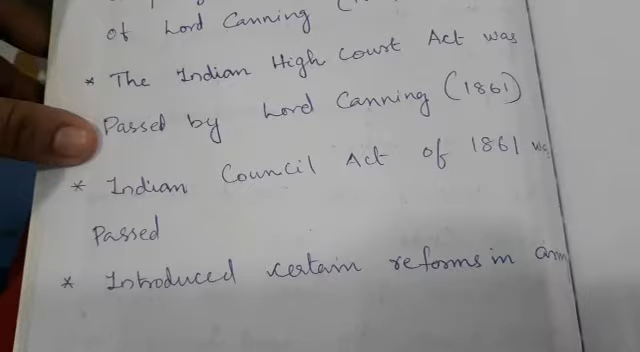 of Lord Canning
* The Indian High Court Act was
Passed by Lord Canning (1861)
* Indian Council Act of 1861
Passed
* Introduced certain reforms in